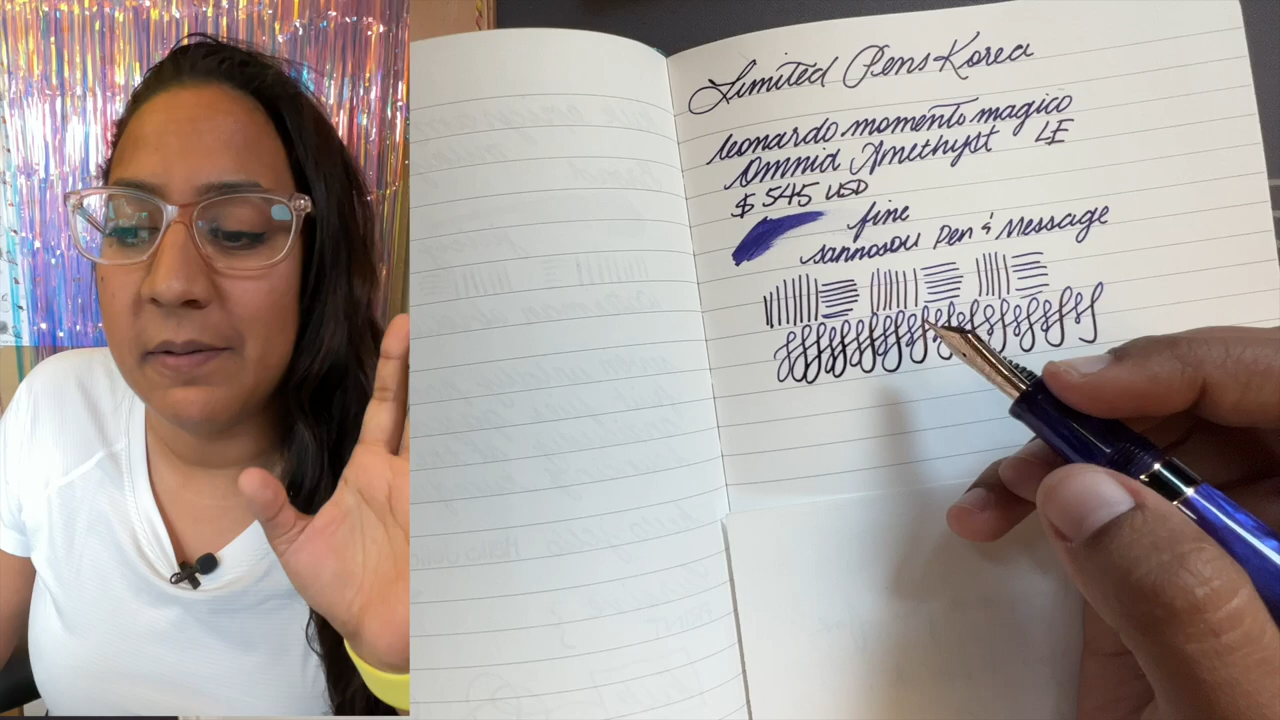 Limited Pens Korea
leonardo momento magico
Omnia Amethyst LE
$545 USD
fine
sannosou Pen & Message